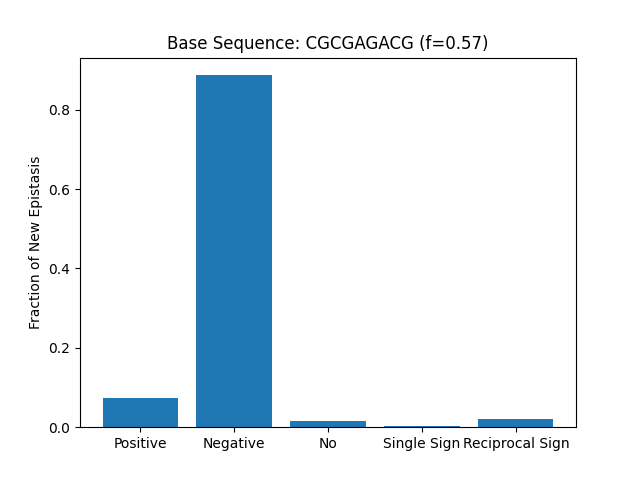 Base Sequence: CGCGAGACG (f=0.57)
Fraction of New Epistasis
0.8
0.6
0.4
0.2
0.0
Positive Negative No Single Sign Reciprocal Sign